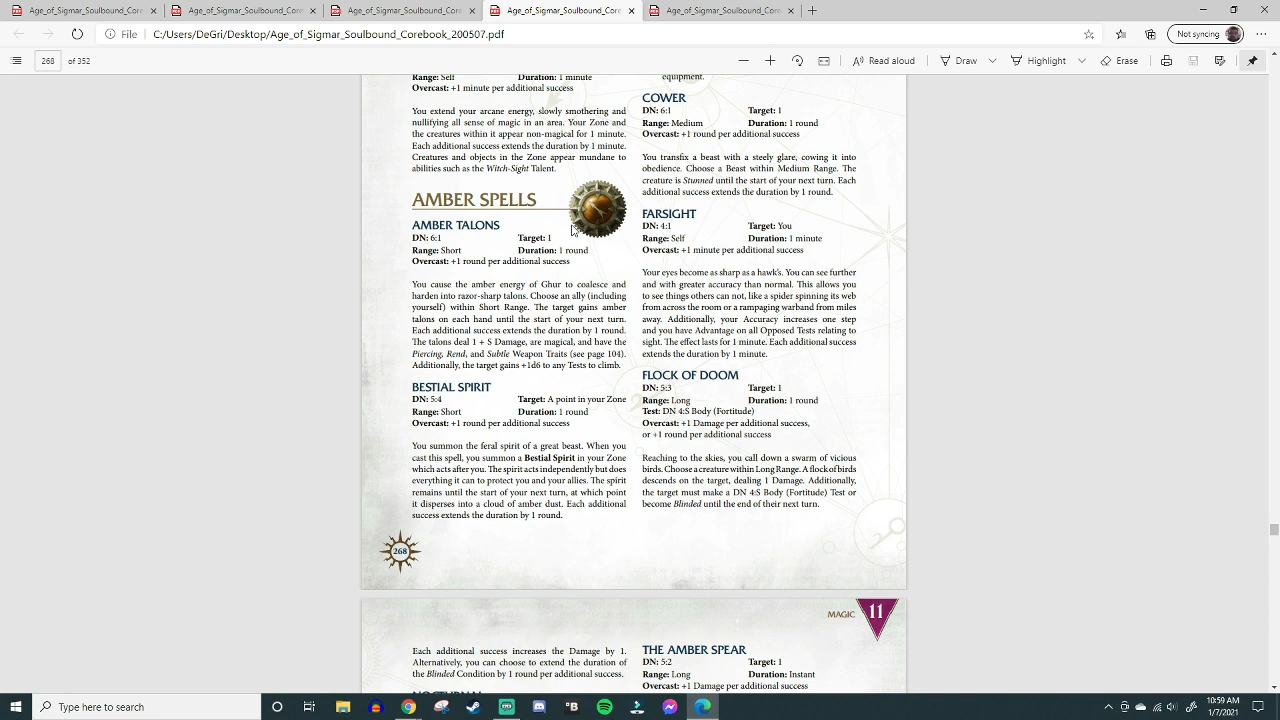 Age_of_Sigmar_Soulbound_Corebook
Age_of_Sigmar_Soulbound_Core
Age_of_Sigmar_Soulbound_Core
Age_of_Sigmar_Soulbound_Core
Age_of_Sigmar_Soulbound_Core
File C:/Users/DeGri/Desktop/Age_of_Sigmar_Soulbound_Corebook_200507.pdf
Not syncing
268 of 352
Read aloud
Draw
Highlight
Erase
Range: Self Duration: 1 minute
Overcast: +1 minute per additional success
You extend your arcane energy, slowly smothering and
nullifying all sense of magic in an area. Your Zone and
the creatures within it appear non-magical for 1 minute.
Each additional success extends the duration by 1 minute.
Creatures and objects in the Zone appear mundane to
abilities such as the Witch-Sight Talent.
AMBER SPELLS
AMBER TALONS
DN: 6:1 Target: 1
Range: Short Duration: 1 round
Overcast: +1 round per additional success
You cause the amber energy of Ghur to coalesce and
harden into razor-sharp talons. Choose an ally (including
yourself) within Short Range. The target gains amber
talons on each hand until the start of your next turn.
Each additional success extends the duration by 1 round.
The talons deal 1 + S Damage, are magical, and have the
Piercing, Rend, and Subtle Weapon Traits (see page 104).
Additionally, the target gains +1d6 to any Tests to climb.
BESTIAL SPIRIT
DN: 5:4 Target: A point in your Zone
Range: Short Duration: 1 round
Overcast: +1 round per additional success
You summon the feral spirit of a great beast. When you
cast this spell, you summon a Bestial Spirit in your Zone
which acts after you. The spirit acts independently but does
everything it can to protect you and your allies. The spirit
remains until the start of your next turn, at which point
it disperses into a cloud of amber dust. Each additional
success extends the duration by 1 round.
268
equipment.
COWER
DN: 6:1 Target: 1
Range: Medium Duration: 1 round
Overcast: +1 round per additional success
You transfix a beast with a steely glare, cowing it into
obedience. Choose a Beast within Medium Range. The
creature is Stunned until the start of your next turn. Each
additional success extends the duration by 1 round.
FARSIGHT
DN: 4:1 Target: You
Range: Self Duration: 1 minute
Overcast: +1 minute per additional success
Your eyes become as sharp as a hawk's. You can see further
and with greater accuracy than normal. This allows you
to see things others can not, like a spider spinning its web
from across the room or a rampaging warband from miles
away. Additionally, your Accuracy increases one step
and you have Advantage on all Opposed Tests relating to
sight. The effect lasts for 1 minute. Each additional success
extends the duration by 1 minute.
FLOCK OF DOOM
DN: 5:3 Target: 1
Range: Long Duration: 1 round
Test: DN 4:S Body (Fortitude)
Overcast: +1 Damage per additional success,
or +1 round per additional success
Reaching to the skies, you call down a swarm of vicious
birds. Choose a creature within Long Range. A flock of birds
descends on the target, dealing 1 Damage. Additionally,
the target must make a DN 4:S Body (Fortitude) Test or
become Blinded until the end of their next turn.
MAGIC 11
Each additional success increases the Damage by 1.
Alternatively, you can choose to extend the duration of
the Blinded Condition by 1 round per additional success.
THE AMBER SPEAR
DN: 5:2 Target: 1
Range: Long Duration: Instant
Overcast: +1 Damage per additional success
Type here to search
10:59 AM
1/7/2021